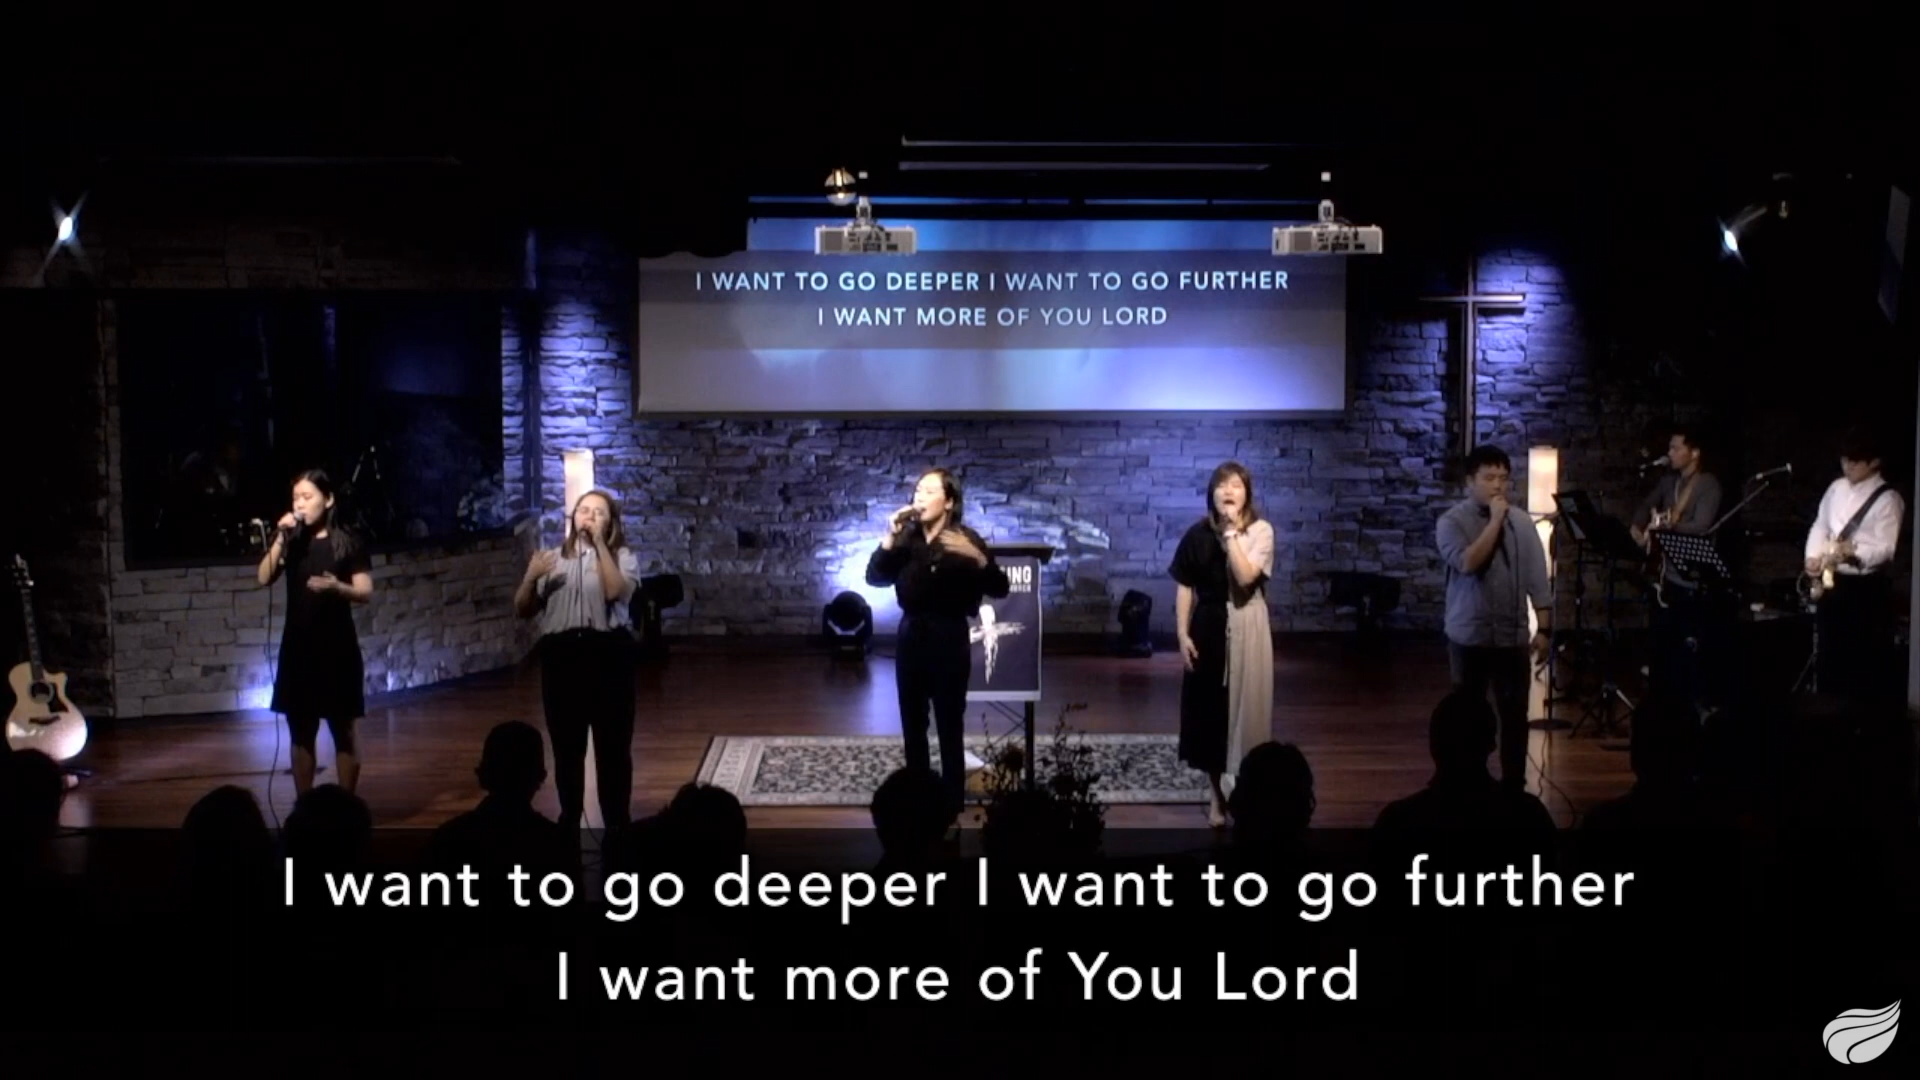 I WANT TO GO DEEPER I WANT TO GO FURTHER
I WANT MORE OF YOU LORD
I want to go deeper I want to go further
I want more of You Lord